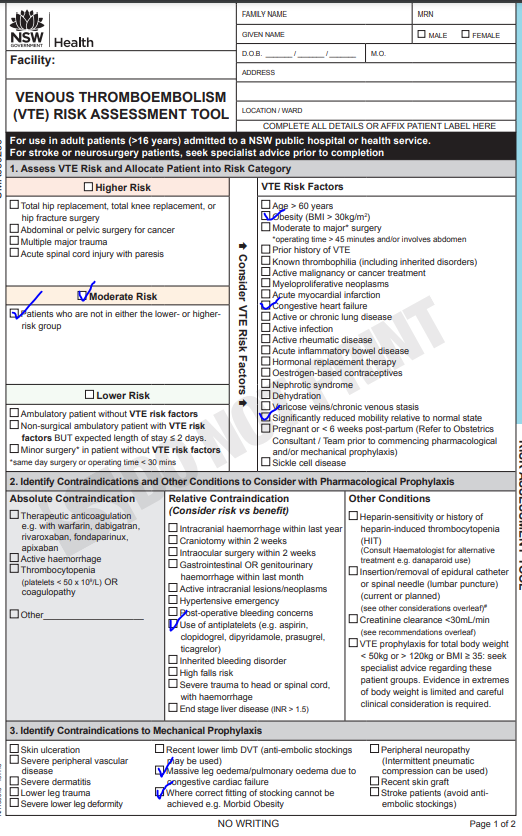 NSW
GOVERNMENT
Health
Facility:
FAMILY NAME
MRN
GIVEN NAME
MALE
FEMALE
D.O.B. ______ / ______ / ______
M.O.
ADDRESS
VENOUS THROMBOEMBOLISM
(VTE) RISK ASSESSMENT TOOL
LOCATION / WARD
COMPLETE ALL DETAILS OR AFFIX PATIENT LABEL HERE
For use in adult patients (>16 years) admitted to a NSW public hospital or health service.
For stroke or neurosurgery patients, seek specialist advice prior to completion
1. Assess VTE Risk and Allocate Patient into Risk Category
Higher Risk
Total hip replacement, total knee replacement, or
hip fracture surgery
Abdominal or pelvic surgery for cancer
Multiple major trauma
Acute spinal cord injury with paresis
Moderate Risk
Patients who are not in either the lower- or higher-
risk group
Lower Risk
Ambulatory patient without VTE risk factors
Non-surgical ambulatory patient with VTE risk
factors BUT expected length of stay ≤ 2 days.
Minor surgery* in patient without VTE risk factors
*same day surgery or operating time < 30 mins
➔ Consider VTE Risk Factors ➔
VTE Risk Factors
Age > 60 years
Obesity (BMI > 30kg/m²)
Moderate to major* surgery
*operating time > 45 minutes and/or involves abdomen
Prior history of VTE
Known thrombophilia (including inherited disorders)
Active malignancy or cancer treatment
Myeloproliferative neoplasms
Acute myocardial infarction
Congestive heart failure
Active or chronic lung disease
Active infection
Active rheumatic disease
Acute inflammatory bowel disease
Hormonal replacement therapy
Oestrogen-based contraceptives
Nephrotic syndrome
Dehydration
Varicose veins/chronic venous stasis
Significantly reduced mobility relative to normal state
Pregnant or < 6 weeks post-partum (Refer to Obstetrics
Consultant / Team prior to commencing pharmacological
and/or mechanical prophylaxis)
Sickle cell disease
2. Identify Contraindications and Other Conditions to Consider with Pharmacological Prophylaxis
Absolute Contraindication
Therapeutic anticoagulation
e.g. with warfarin, dabigatran,
rivaroxaban, fondaparinux,
apixaban
Active haemorrhage
Thrombocytopenia
(platelets < 50 x 10⁹/L) OR
coagulopathy
Other____________________
Relative Contraindication
(Consider risk vs benefit)
Intracranial haemorrhage within last year
Craniotomy within 2 weeks
Intraocular surgery within 2 weeks
Gastrointestinal OR genitourinary
haemorrhage within last month
Active intracranial lesions/neoplasms
Hypertensive emergency
Post-operative bleeding concerns
Use of antiplatelets (e.g. aspirin,
clopidogrel, dipyridamole, prasugrel,
ticagrelor)
Inherited bleeding disorder
High falls risk
Severe trauma to head or spinal cord,
with haemorrhage
End stage liver disease (INR > 1.5)
Other Conditions
Heparin-sensitivity or history of
heparin-induced thrombocytopenia
(HIT)
(Consult Haematologist for alternative
treatment e.g. danaparoid use)
Insertion/removal of epidural catheter
or spinal needle (lumbar puncture)
(current or planned)
(see other considerations overleaf)#
Creatinine clearance <30mL/min
(see recommendations overleaf)
VTE prophylaxis for total body weight
< 50kg or > 120kg or BMI ≥ 35: seek
specialist advice regarding these
patient groups. Evidence in extremes
of body weight is limited and careful
clinical consideration is required.
3. Identify Contraindications to Mechanical Prophylaxis
Skin ulceration
Severe peripheral vascular
disease
Severe dermatitis
Lower leg trauma
Severe lower leg deformity
Recent lower limb DVT (anti-embolic stockings
may be used)
Massive leg oedema/pulmonary oedema due to
congestive cardiac failure
Where correct fitting of stocking cannot be
achieved e.g. Morbid Obesity
Peripheral neuropathy
(Intermittent pneumatic
compression can be used)
Recent skin graft
Stroke patients (avoid anti-
embolic stockings)
NO WRITING
Page 1 of 2